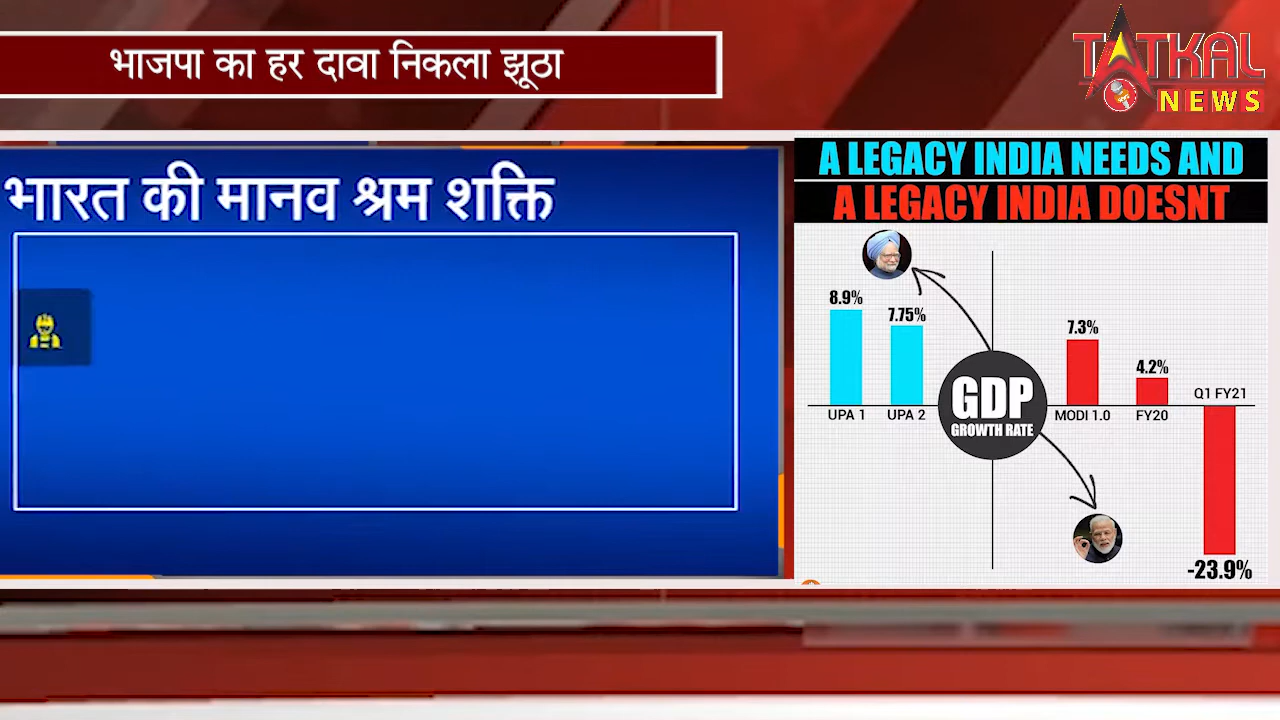 भाजपा का हर दावा निकला झूठा
TATKAL
NEWS
भारत की मानव श्रम शक्ति
A LEGACY INDIA NEEDS AND
A LEGACY INDIA DOESNT
8.9%
7.75%
7.3%
4.2%
Q1 FY21
UPA 1
UPA 2
GDP
GROWTH RATE
MODI 1.0
FY20
-23.9%